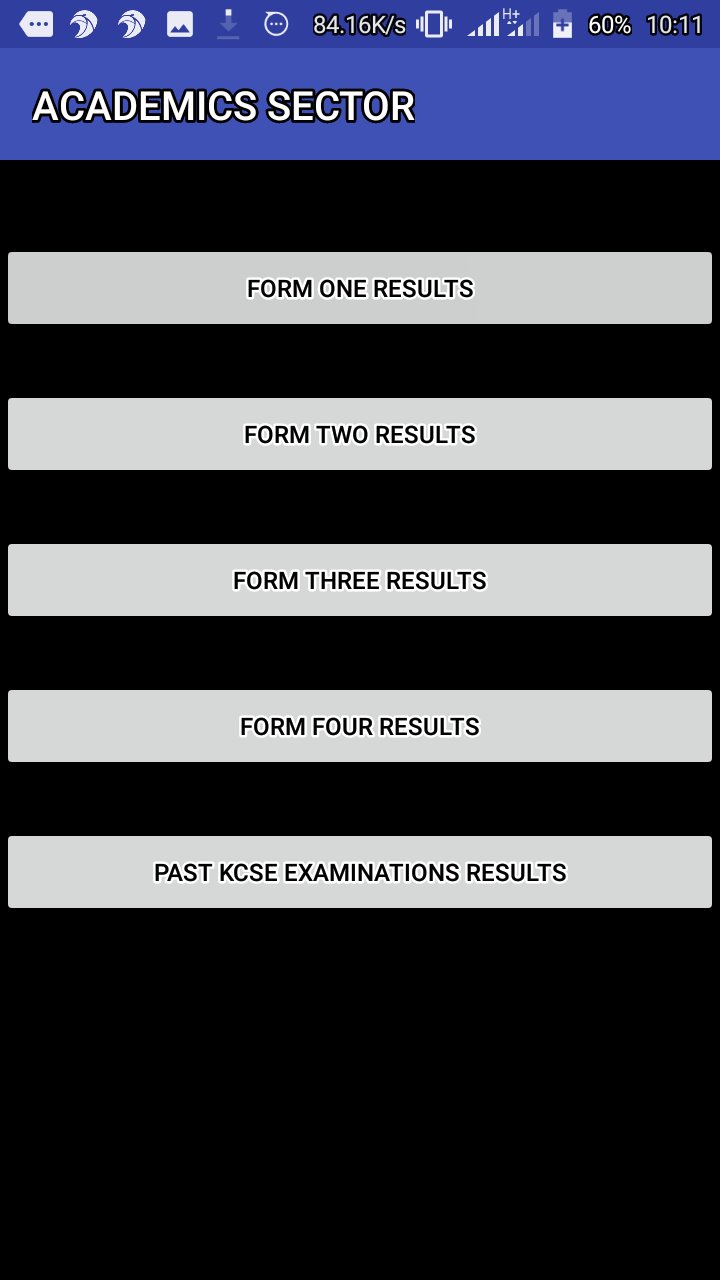 84.16K/s H+ 60% 10:11
ACADEMICS SECTOR
FORM ONE RESULTS
FORM TWO RESULTS
FORM THREE RESULTS
FORM FOUR RESULTS
PAST KCSE EXAMINATIONS RESULTS